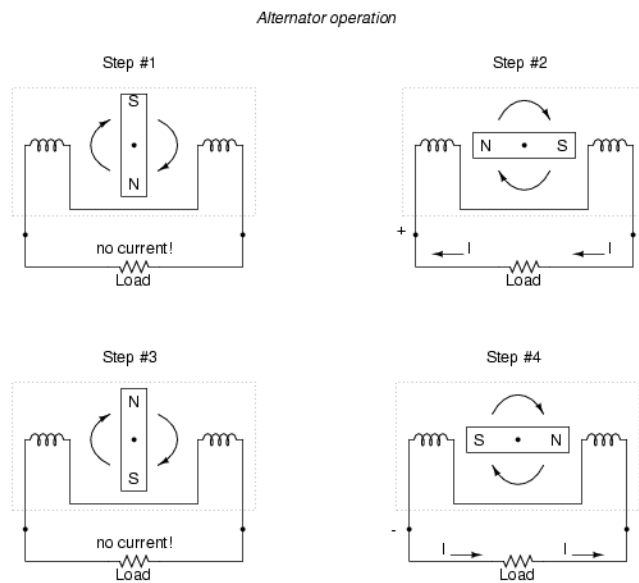 Alternator operation
Step #1
S
N
no current!
Load
Step #2
N S
+
I I
Load
Step #3
N
S
no current!
Load
Step #4
S N
-
I I
Load